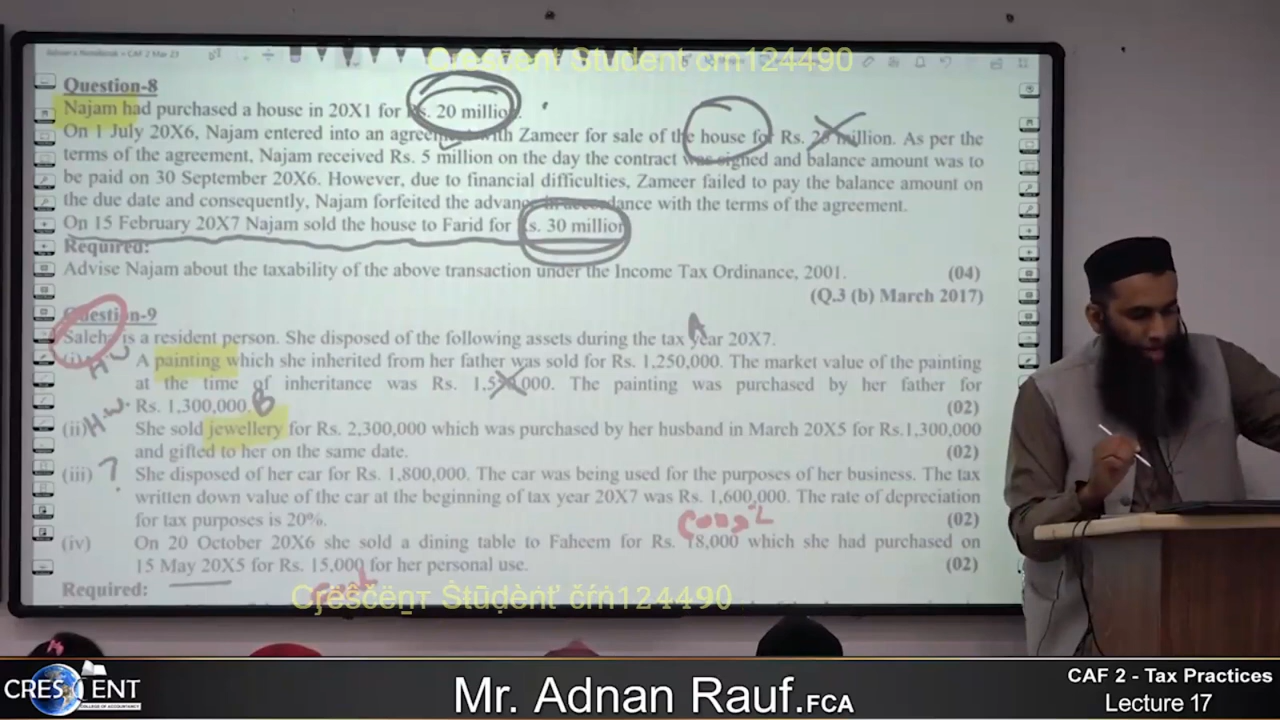 Crescent Student crn124490
Question-8
Najam had purchased a house in 20X1 for Rs. 20 million.
On 1 July 20X6, Najam entered into an agreement with Zameer for sale of the house for Rs. million. As per the
terms of the agreement, Najam received Rs. 5 million on the day the contract was signed and balance amount was to
be paid on 30 September 20X6. However, due to financial difficulties, Zameer failed to pay the balance amount on
the due date and consequently, Najam forfeited the advance in accordance with the terms of the agreement.
On 15 February 20X7 Najam sold the house to Farid for Rs. 30 million
Required:
Advise Najam about the taxability of the above transaction under the Income Tax Ordinance, 2001. (04)
(Q.3 (b) March 2017)
Question-9
A
Saleha is a resident person. She disposed of the following assets during the tax year 20X7.
(i) H.W A painting which she inherited from her father was sold for Rs. 1,250,000. The market value of the painting
at the time of inheritance was Rs. The painting was purchased by her father for
Rs. 1,300,000. B (02)
(ii) H.W She sold jewellery for Rs. 2,300,000 which was purchased by her husband in March 20X5 for Rs.1,300,000
and gifted to her on the same date. (02)
(iii) ? She disposed of her car for Rs. 1,800,000. The car was being used for the purposes of her business. The tax
written down value of the car at the beginning of tax year 20X7 was Rs. 1,600,000. The rate of depreciation
for tax purposes is 20%. (02)
(iv) On 20 October 20X6 she sold a dining table to Faheem for Rs. 18,000 which she had purchased on
15 May 20X5 for Rs. 15,000 for her personal use. (02)
Required:
Cɼëŝčëṉт Ŝtūḍèṅť čŕṅ124490
CRESCENT
COLLEGE OF ACCOUNTANCY
Mr. Adnan Rauf.FCA
CAF 2 - Tax Practices
Lecture 17